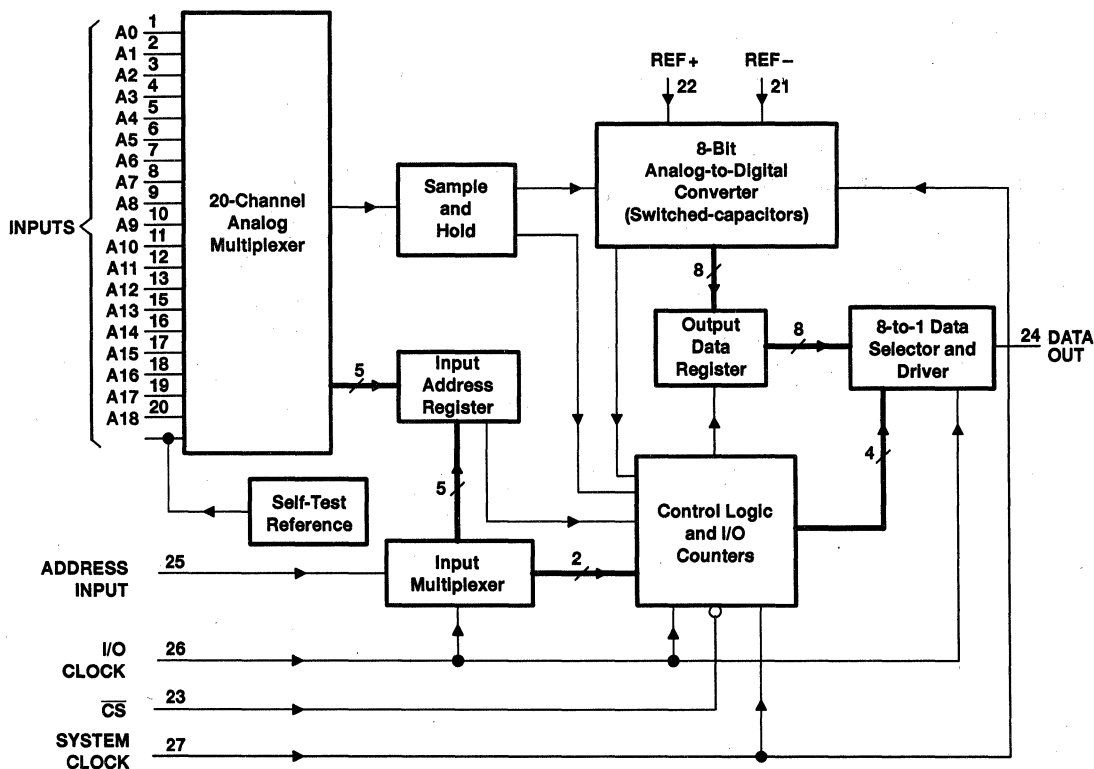 INPUTS
A0 1
A1 2
A2 3
A3 4
A4 5
A5 6
A6 7
A7 8
A8 9
A9 10
A10 11
A11 12
A12 13
A13 15
A14 16
A15 17
A16 18
A17 19
A18 20
20-Channel
Analog
Multiplexer
Sample
and
Hold
REF+
22
REF−
21
8-Bit
Analog-to-Digital
Converter
(Switched-capacitors)
8
Output
Data
Register
8
8-to-1 Data
Selector and
Driver
24 DATA
OUT
5
Input
Address
Register
5
4
Self-Test
Reference
Control Logic
and I/O
Counters
ADDRESS
INPUT
25
Input
Multiplexer
2
I/O
CLOCK
26
CS
23
SYSTEM
CLOCK
27